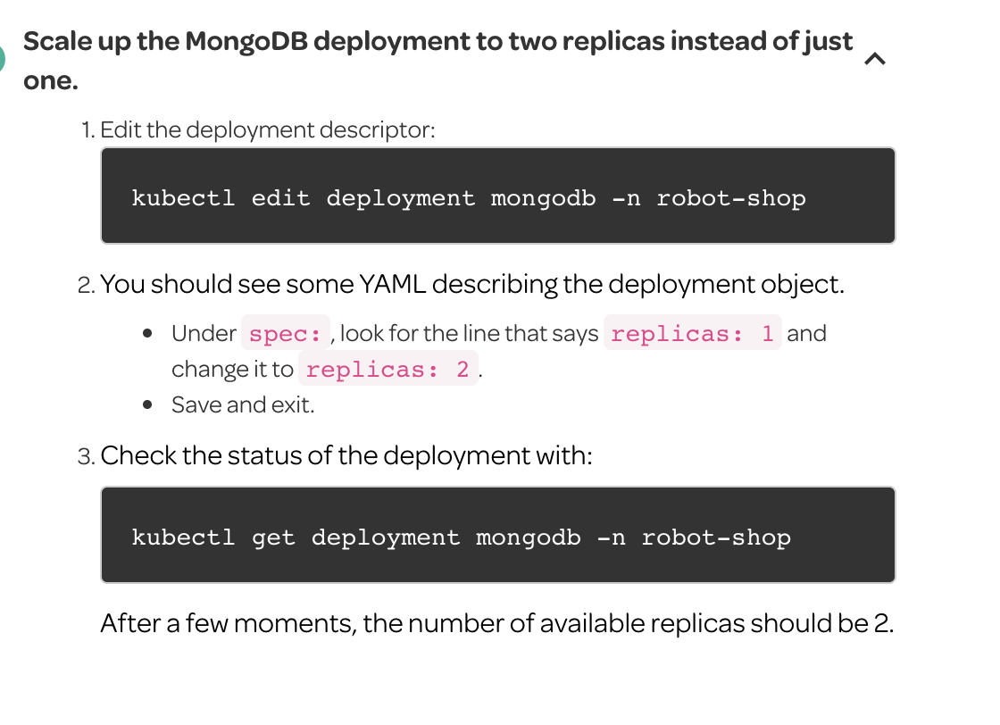 Scale up the MongoDB deployment to two replicas instead of just
one.
1. Edit the deployment descriptor:
kubectl edit deployment mongodb -n robot-shop
2. You should see some YAML describing the deployment object.
• Under spec: , look for the line that says replicas: 1 and
change it to replicas: 2 .
• Save and exit.
3. Check the status of the deployment with:
kubectl get deployment mongodb -n robot-shop
After a few moments, the number of available replicas should be 2.